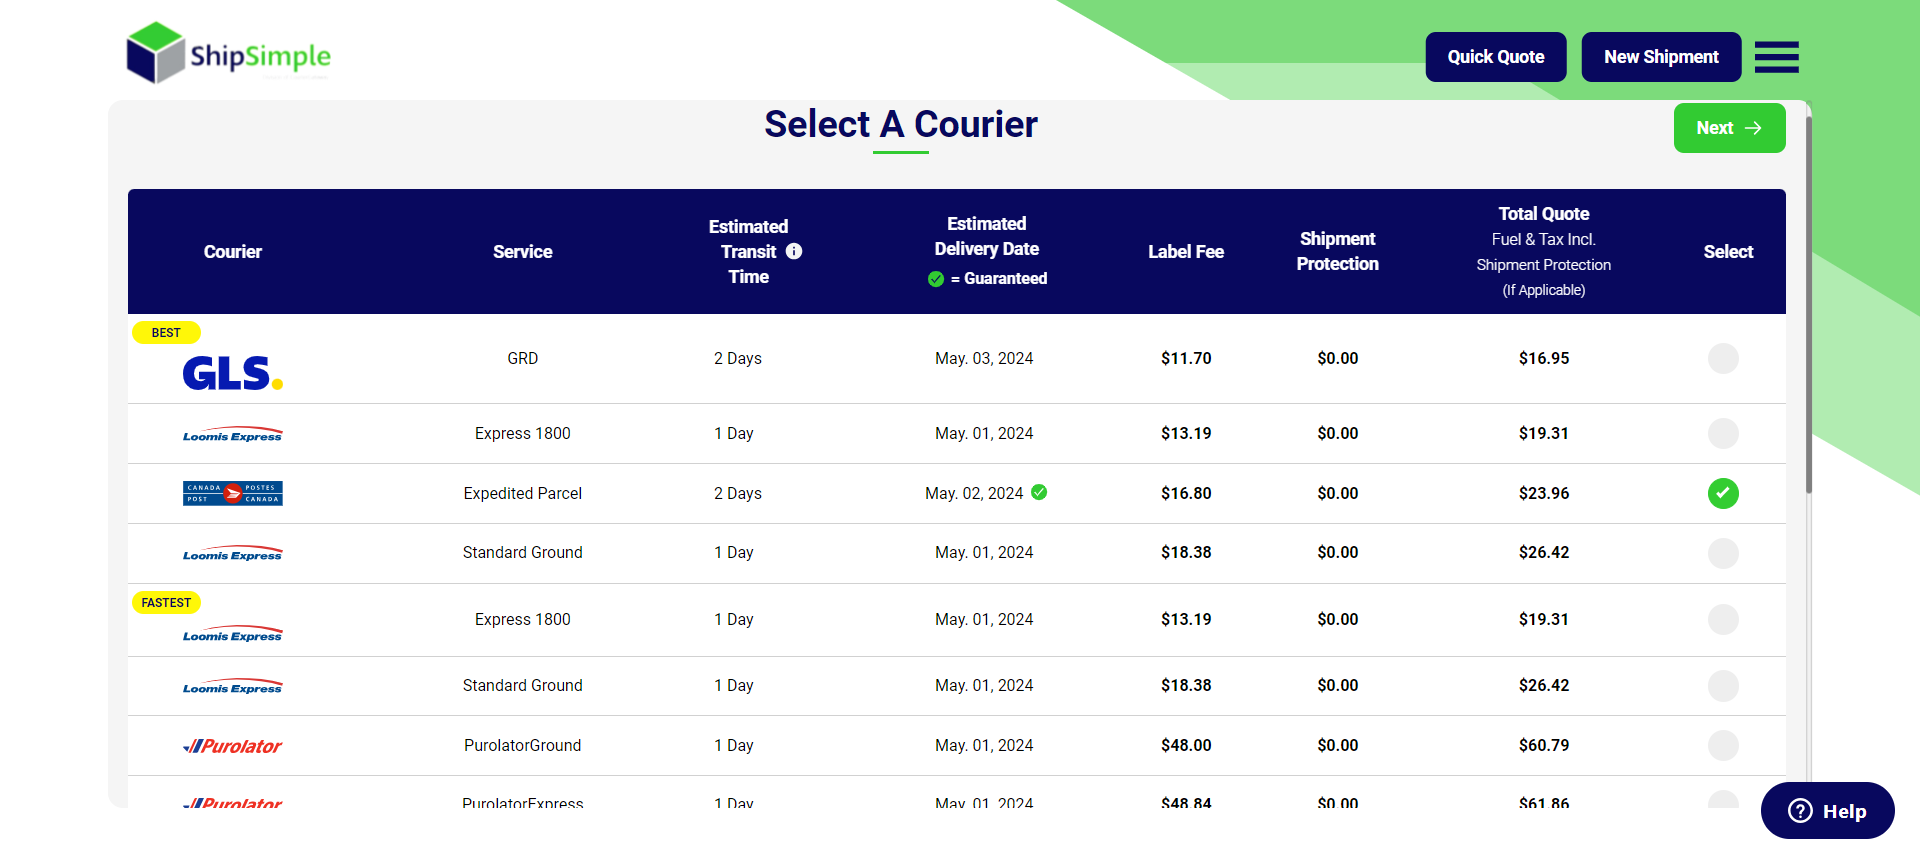 ShipSimple
Quick Quote
New Shipment
Select A Courier
Next
Courier
Service
Estimated
Transit
Time
Estimated
Delivery Date
= Guaranteed
Label Fee
Shipment
Protection
Total Quote
Fuel & Tax Incl.
Shipment Protection
(If Applicable)
Select
BEST
GLS. GRD 2 Days May. 03, 2024 $11.70 $0.00 $16.95
Loomis Express Express 1800 1 Day May. 01, 2024 $13.19 $0.00 $19.31
CANADA POSTES
POST CANADA
Expedited Parcel 2 Days May. 02, 2024 $16.80 $0.00 $23.96
Loomis Express Standard Ground 1 Day May. 01, 2024 $18.38 $0.00 $26.42
FASTEST
Loomis Express Express 1800 1 Day May. 01, 2024 $13.19 $0.00 $19.31
Loomis Express Standard Ground 1 Day May. 01, 2024 $18.38 $0.00 $26.42
Purolator PurolatorGround 1 Day May. 01, 2024 $48.00 $0.00 $60.79
Purolator PurolatorExpress 1 Day May. 01, 2024 $48.84 $0.00 $61.86
Help